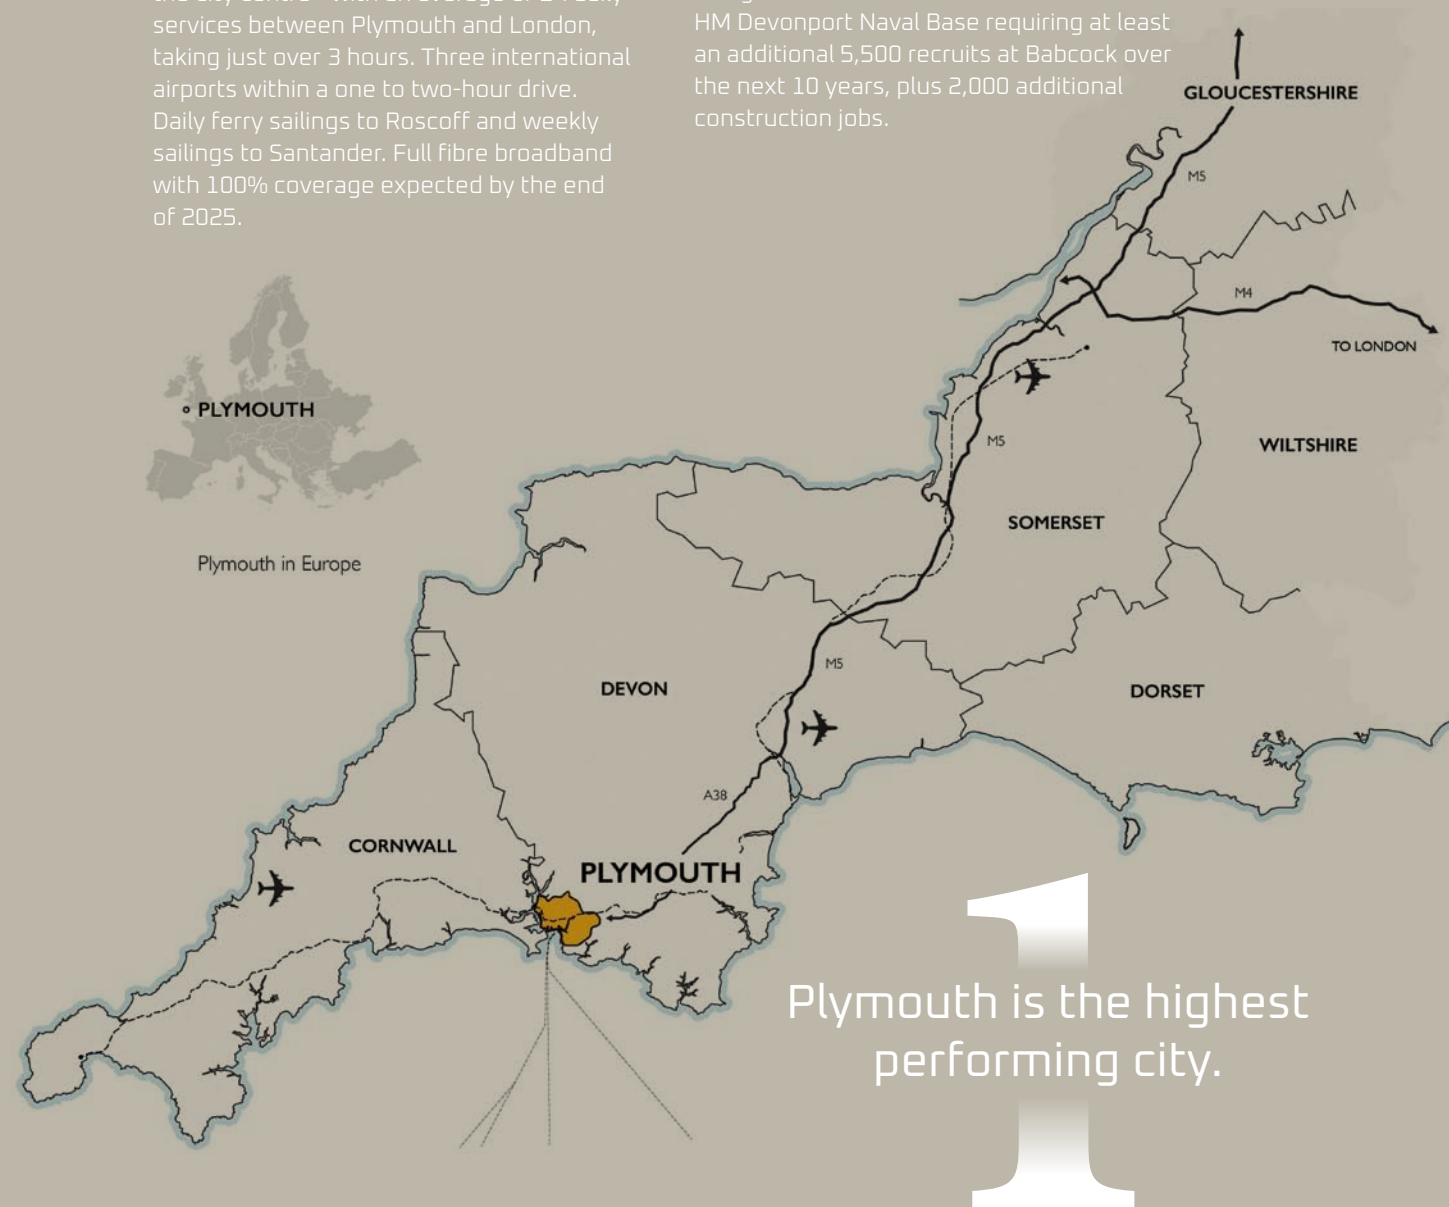 services between Plymouth and London,
taking just over 3 hours. Three international
airports within a one to two-hour drive.
Daily ferry sailings to Roscoff and weekly
sailings to Santander. Full fibre broadband
with 100% coverage expected by the end
of 2025.
HM Devonport Naval Base requiring at least
an additional 5,500 recruits at Babcock over
the next 10 years, plus 2,000 additional
construction jobs.
GLOUCESTERSHIRE
M5
M4
TO LONDON
PLYMOUTH
Plymouth in Europe
M5
WILTSHIRE
SOMERSET
M5
DEVON
DORSET
A38
CORNWALL
PLYMOUTH
1
Plymouth is the highest
performing city.